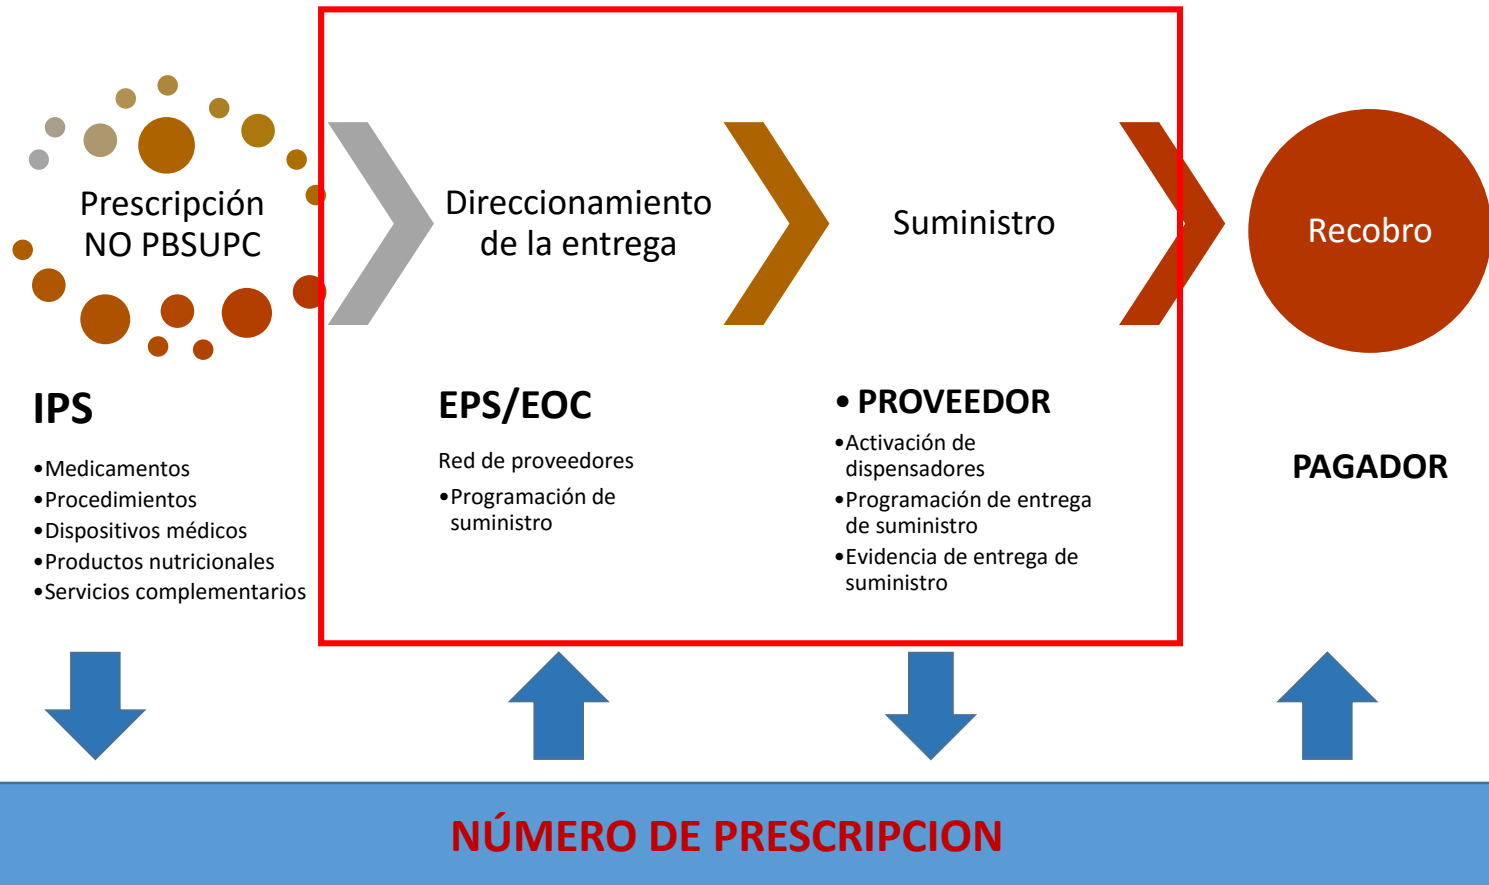 Prescripción
NO PBSUPC
Direccionamiento
de la entrega
Suministro
Recobro
IPS
•Medicamentos
•Procedimientos
•Dispositivos médicos
•Productos nutricionales
•Servicios complementarios
EPS/EOC
Red de proveedores
•Programación de
suministro
• PROVEEDOR
•Activación de
dispensadores
•Programación de entrega
de suministro
•Evidencia de entrega de
suministro
PAGADOR
NÚMERO DE PRESCRIPCION